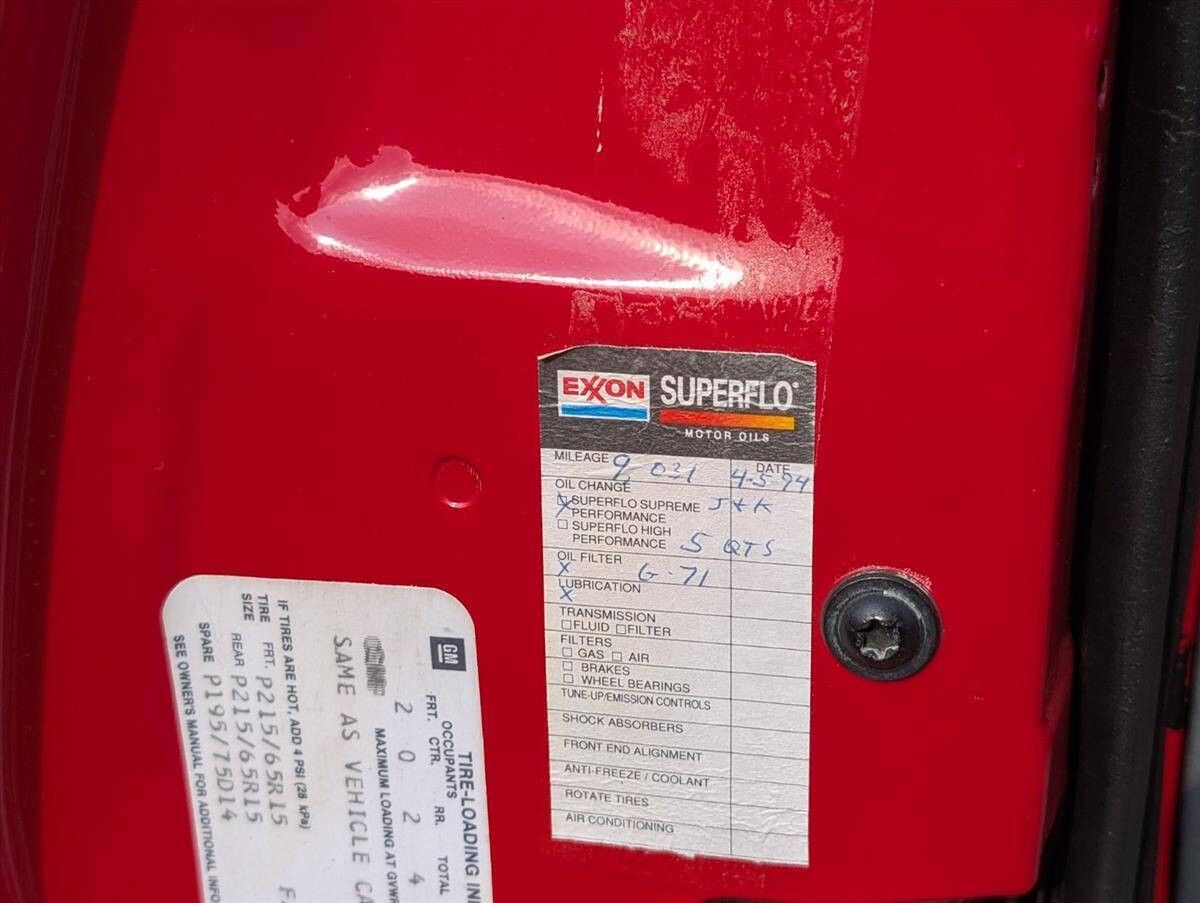 EXXON SUPERFLO
MOTOR OILS
MILEAGE 9,031 DATE 4-5-94
OIL CHANGE
SUPERFLO SUPREME J+K
PERFORMANCE
SUPERFLO HIGH
PERFORMANCE 5 QTS
OIL FILTER
X G-71
LUBRICATION
X
TRANSMISSION
FLUID FILTER
FILTERS
GAS AIR
BRAKES
WHEEL BEARINGS
TUNE-UP/EMISSION CONTROLS
SHOCK ABSORBERS
FRONT END ALIGNMENT
ANTI-FREEZE / COOLANT
ROTATE TIRES
AIR CONDITIONING
GM TIRE-LOADING
OCCUPANTS
FRT. CTR. RR. TOTAL
2 0 2 4
MAXIMUM LOADING AT GVWR
SAME AS VEHICLE
IF TIRES ARE HOT, ADD 4 PSI (28 kPa)
TIRE FRT. P215/65R15
SIZE REAR P215/65R15
SPARE P195/75D14
SEE OWNER'S MANUAL FOR ADDITIONAL